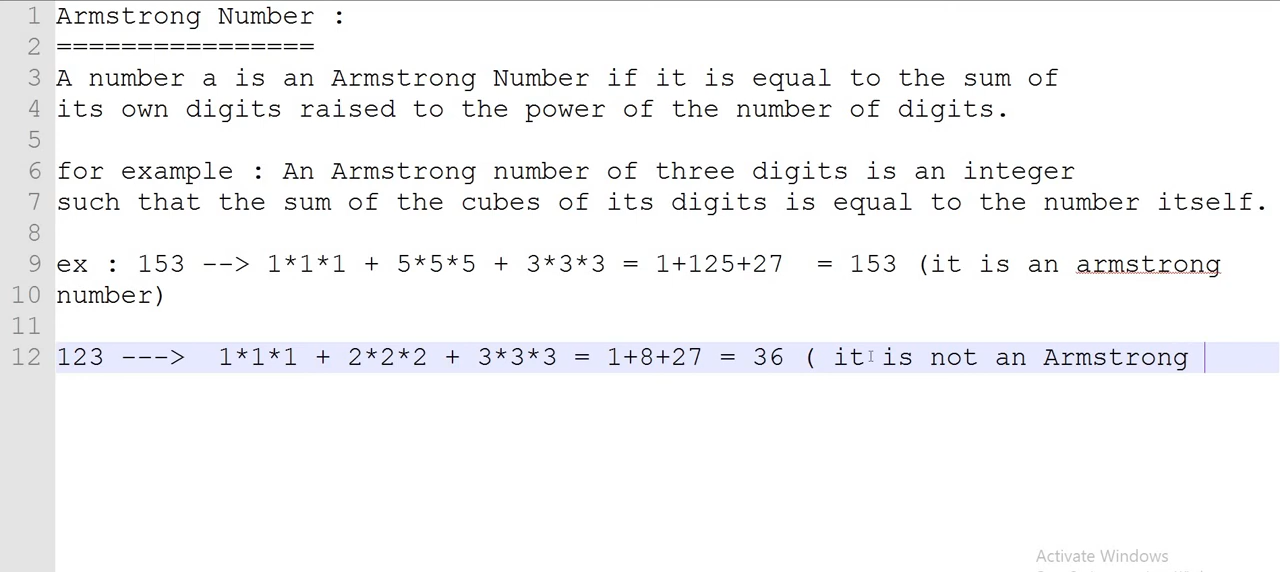 1 Armstrong Number :
2 ================
3 A number a is an Armstrong Number if it is equal to the sum of
4 its own digits raised to the power of the number of digits.
5
6 for example : An Armstrong number of three digits is an integer
7 such that the sum of the cubes of its digits is equal to the number itself.
8
9 ex : 153 --> 1*1*1 + 5*5*5 + 3*3*3 = 1+125+27  = 153 (it is an armstrong
10 number)
11
12 123 --->  1*1*1 + 2*2*2 + 3*3*3 = 1+8+27 = 36 ( it is not an Armstrong
Activate Windows